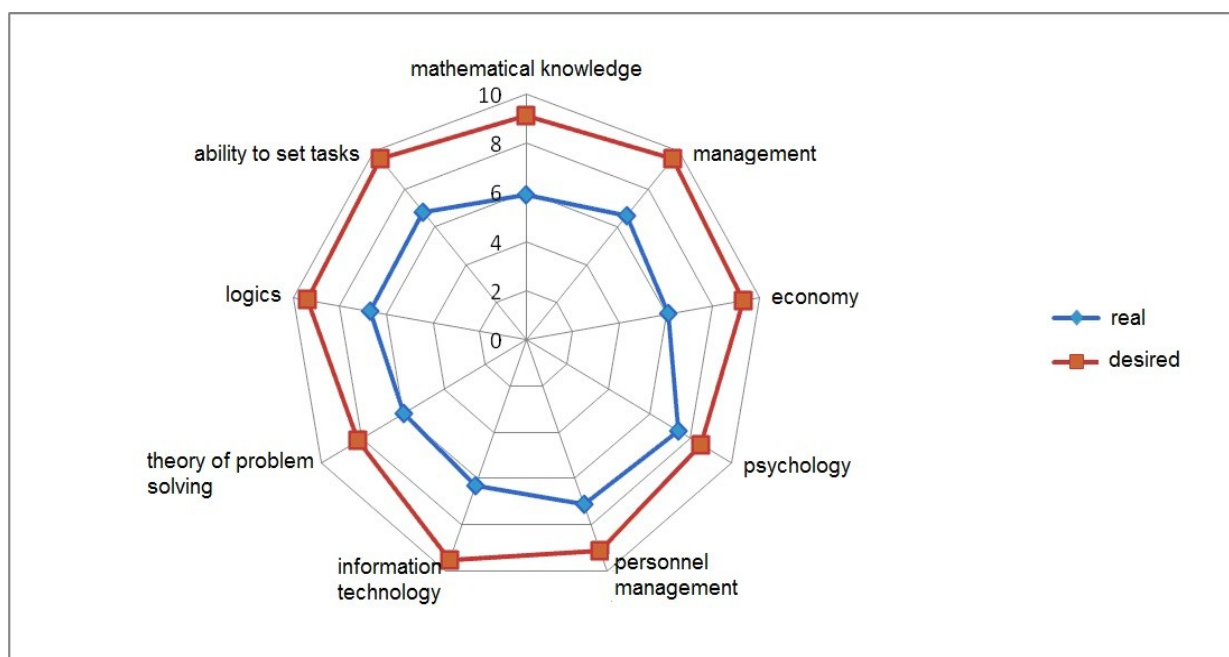 mathematical knowledge
10
ability to set tasks
management
8
6
4
logics
2
economy
0
real
desired
theory of problem
solving
psychology
information
technology
personnel
management